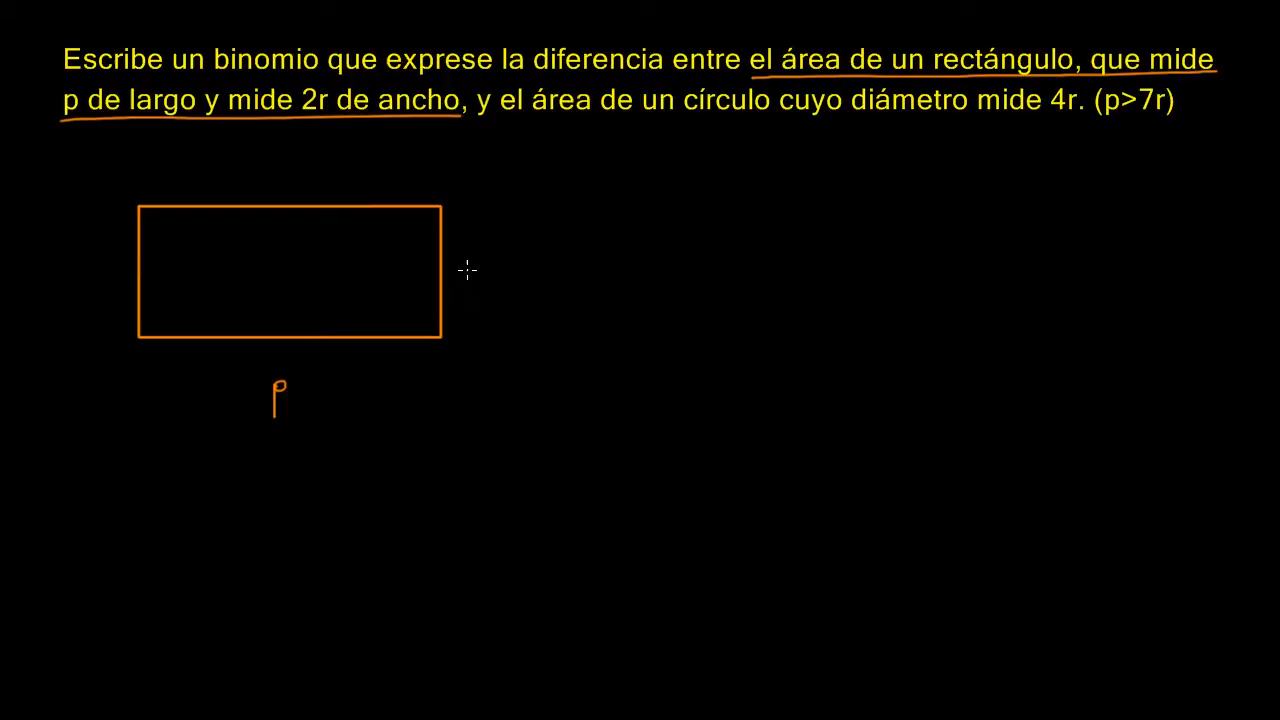 Escribe un binomio que exprese la diferencia entre el área de un rectángulo, que mide
p de largo y mide 2r de ancho, y el área de un círculo cuyo diámetro mide 4r. (p>7r)
p